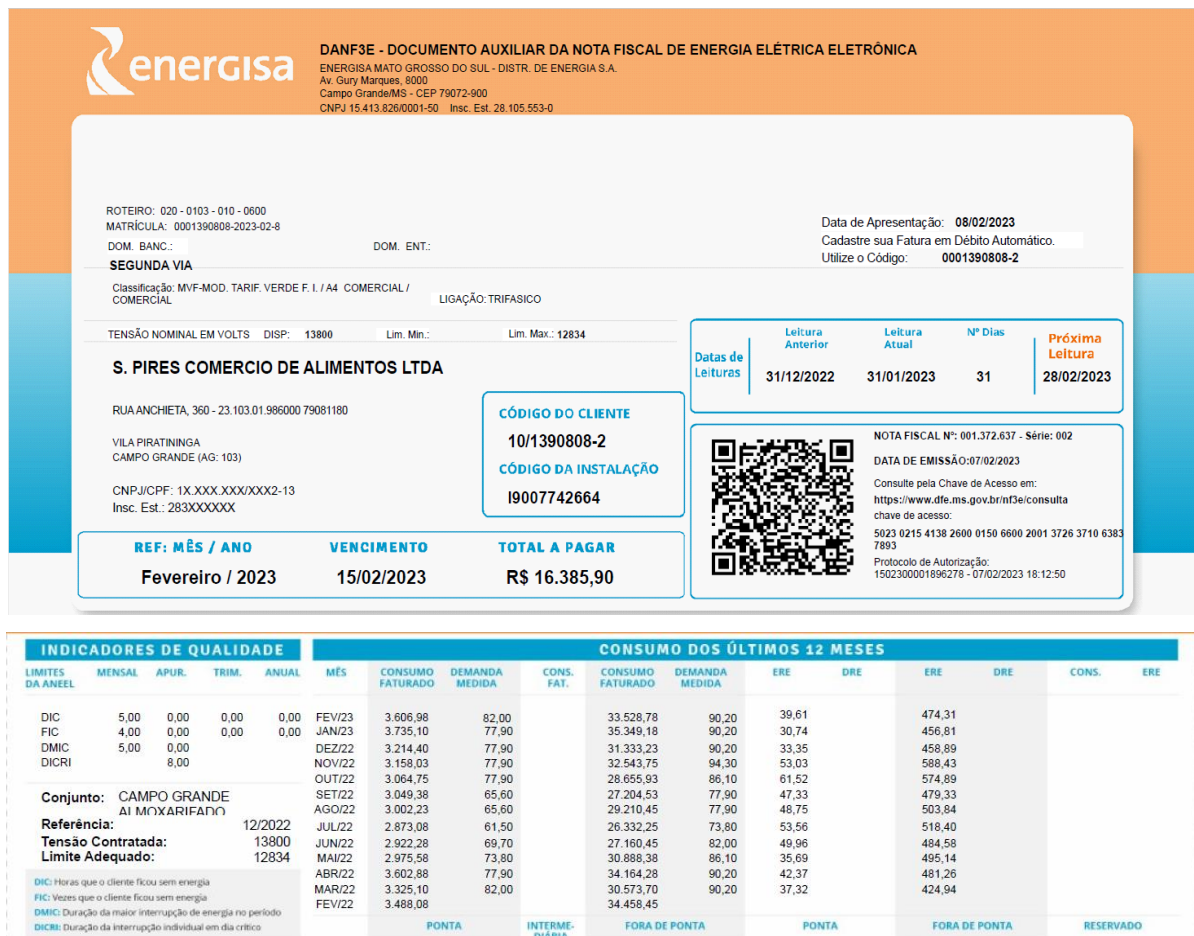 energisa
DANF3E - DOCUMENTO AUXILIAR DA NOTA FISCAL DE ENERGIA ELÉTRICA ELETRÔNICA
ENERGISA MATO GROSSO DO SUL - DISTR. DE ENERGIA S.A.
Av. Gury Marques, 8000
Campo Grande/MS - CEP 79072-900
CNPJ 15.413.826/0001-50 Insc. Est. 28.105.553-0
ROTEIRO: 020 - 0103 - 010 - 0600
MATRÍCULA: 0001390808-2023-02-8
DOM. BANC.: DOM. ENT.:
SEGUNDA VIA
Data de Apresentação: 08/02/2023
Cadastre sua Fatura em Débito Automático.
Utilize o Código: 0001390808-2
Classificação: MVF-MOD. TARIF. VERDE F. I. / A4 COMERCIAL /
COMERCIAL
LIGAÇÃO: TRIFASICO
TENSÃO NOMINAL EM VOLTS DISP: 13800 Lim. Min.: Lim. Max.: 12834
S. PIRES COMERCIO DE ALIMENTOS LTDA
RUA ANCHIETA, 360 - 23.103.01.986000 79081180
VILA PIRATININGA
CAMPO GRANDE (AG: 103)
CNPJ/CPF: 1X.XXX.XXX/XXX2-13
Insc. Est.: 283XXXXXX
CÓDIGO DO CLIENTE
10/1390808-2
CÓDIGO DA INSTALAÇÃO
I9007742664
Datas de
Leituras
Leitura
Anterior
31/12/2022
Leitura
Atual
31/01/2023
Nº Dias
31
Próxima
Leitura
28/02/2023
NOTA FISCAL Nº: 001.372.637 - Série: 002
DATA DE EMISSÃO:07/02/2023
Consulte pela Chave de Acesso em:
https://www.dfe.ms.gov.br/nf3e/consulta
chave de acesso:
5023 0215 4138 2600 0150 6600 2001 3726 3710 6383
7893
Protocolo de Autorização:
1502300001896278 - 07/02/2023 18:12:50
REF: MÊS / ANO VENCIMENTO TOTAL A PAGAR
Fevereiro / 2023 15/02/2023 R$ 16.385,90
INDICADORES DE QUALIDADE
LIMITES
DA ANEEL
MENSAL APUR. TRIM. ANUAL
DIC 5,00 0,00 0,00 0,00
FIC 4,00 0,00 0,00 0,00
DMIC 5,00 0,00
DICRI 8,00
Conjunto: CAMPO GRANDE
ALMOXARIFADO
Referência: 12/2022
Tensão Contratada: 13800
Limite Adequado: 12834
DIC: Horas que o cliente ficou sem energia
FIC: Vezes que o cliente ficou sem energia
DMIC: Duração da maior interrupção de energia no período
DICRI: Duração da interrupção individual em dia crítico
CONSUMO DOS ÚLTIMOS 12 MESES
MÊS CONSUMO FATURADO DEMANDA MEDIDA CONS. FAT. CONSUMO FATURADO DEMANDA MEDIDA ERE DRE ERE DRE CONS. ERE
FEV/23 3.606,98 82,00 33.528,78 90,20 39,61 474,31
JAN/23 3.735,10 77,90 35.349,18 90,20 30,74 456,81
DEZ/22 3.214,40 77,90 31.333,23 90,20 33,35 458,89
NOV/22 3.158,03 77,90 32.543,75 94,30 53,03 588,43
OUT/22 3.064,75 77,90 28.655,93 86,10 61,52 574,89
SET/22 3.049,38 65,60 27.204,53 77,90 47,33 479,33
AGO/22 3.002,23 65,60 29.210,45 77,90 48,75 503,84
JUL/22 2.873,08 61,50 26.332,25 73,80 53,56 518,40
JUN/22 2.922,28 69,70 27.160,45 82,00 49,96 484,58
MAI/22 2.975,58 73,80 30.888,38 86,10 35,69 495,14
ABR/22 3.602,88 77,90 34.164,28 90,20 42,37 481,26
MAR/22 3.325,10 82,00 30.573,70 90,20 37,32 424,94
FEV/22 3.488,08 34.458,45
PONTA INTERME-
DIÁRIA FORA DE PONTA PONTA FORA DE PONTA RESERVADO